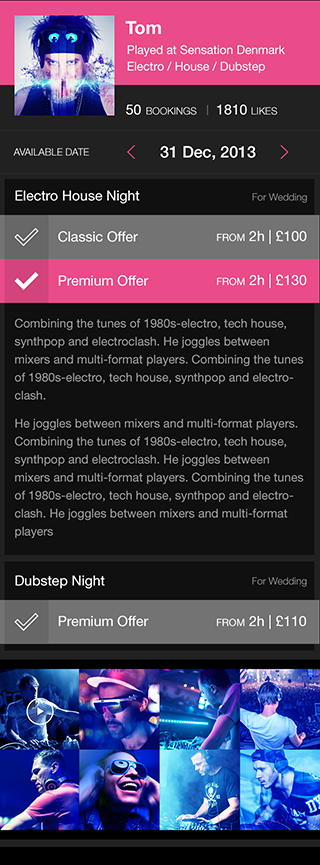 Tom
Played at Sensation Denmark
Electro / House / Dubstep
50 BOOKINGS | 1810 LIKES
AVAILABLE DATE 31 Dec, 2013
Electro House Night For Wedding
Classic Offer FROM 2h | £100
Premium Offer FROM 2h | £130
Combining the tunes of 1980s-electro, tech house,
synthpop and electroclash. He joggles between
mixers and multi-format players. Combining the tunes
of 1980s-electro, tech house, synthpop and electro-
clash.
He joggles between mixers and multi-format players.
Combining the tunes of 1980s-electro, tech house,
synthpop and electroclash. He joggles between
mixers and multi-format players. Combining the tunes
of 1980s-electro, tech house, synthpop and electro-
clash. He joggles between mixers and multi-format
players
Dubstep Night For Wedding
Premium Offer FROM 2h | £110